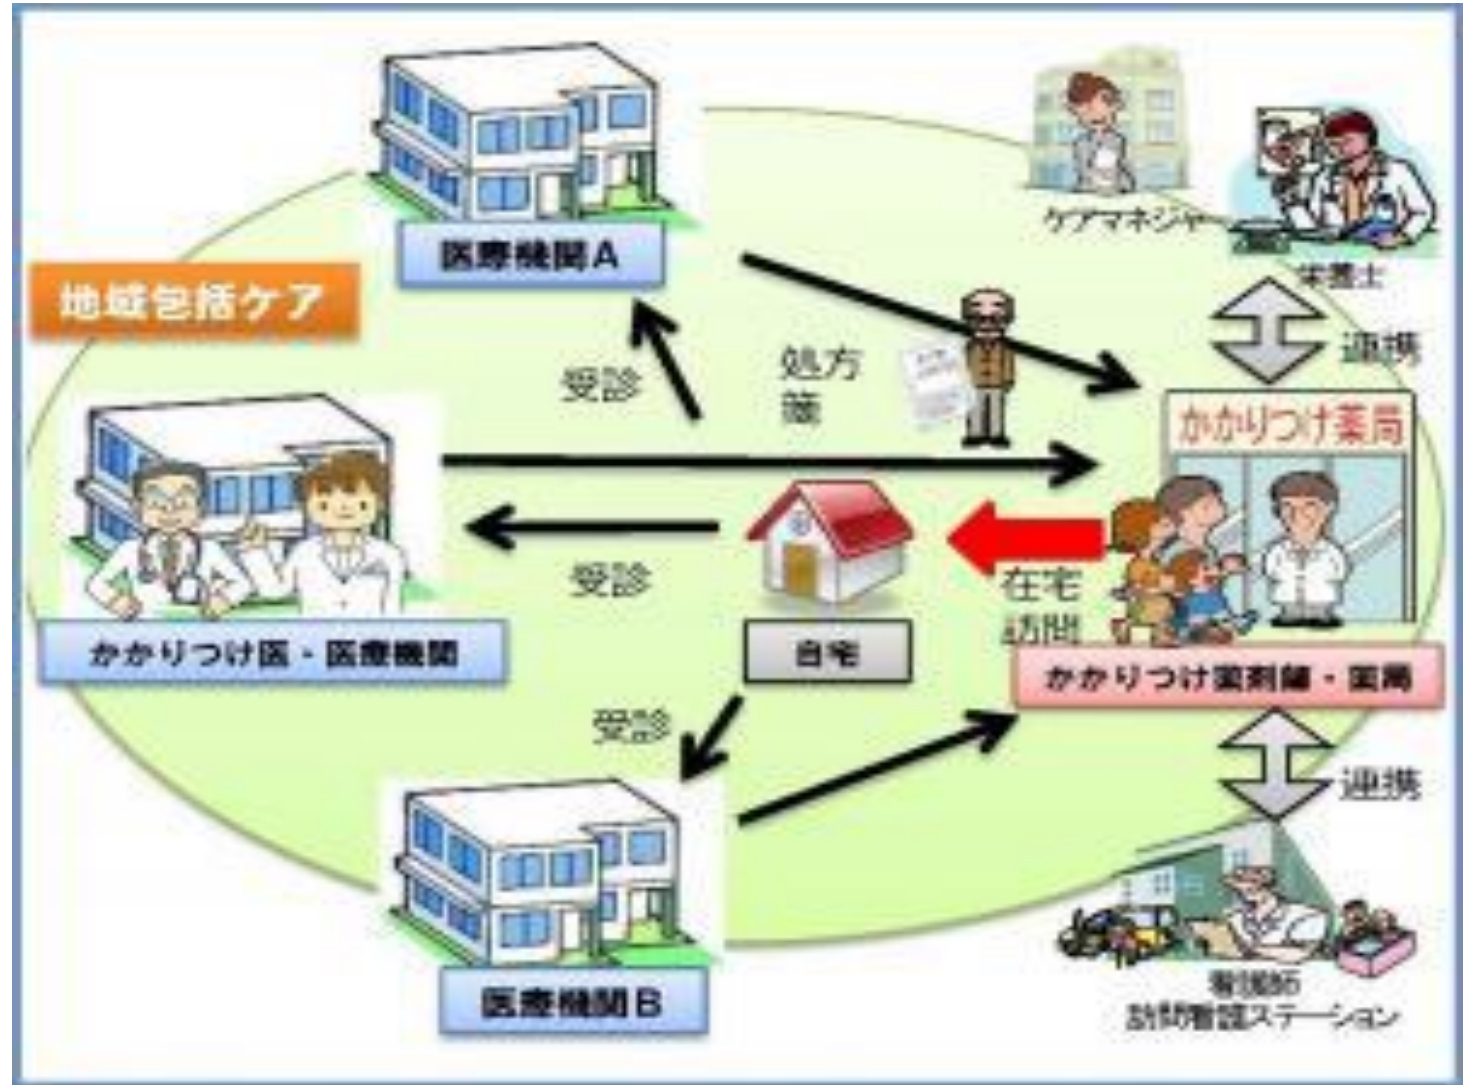 医療機関A
ケアマネジャー
栄養士
地域包括ケア
連携
受診
処方
箋
かかりつけ薬局
受診
在宅
訪問
かかりつけ医・医療機関
自宅
かかりつけ薬剤師・薬局
受診
連携
医療機関B
看護師
訪問看護ステーション